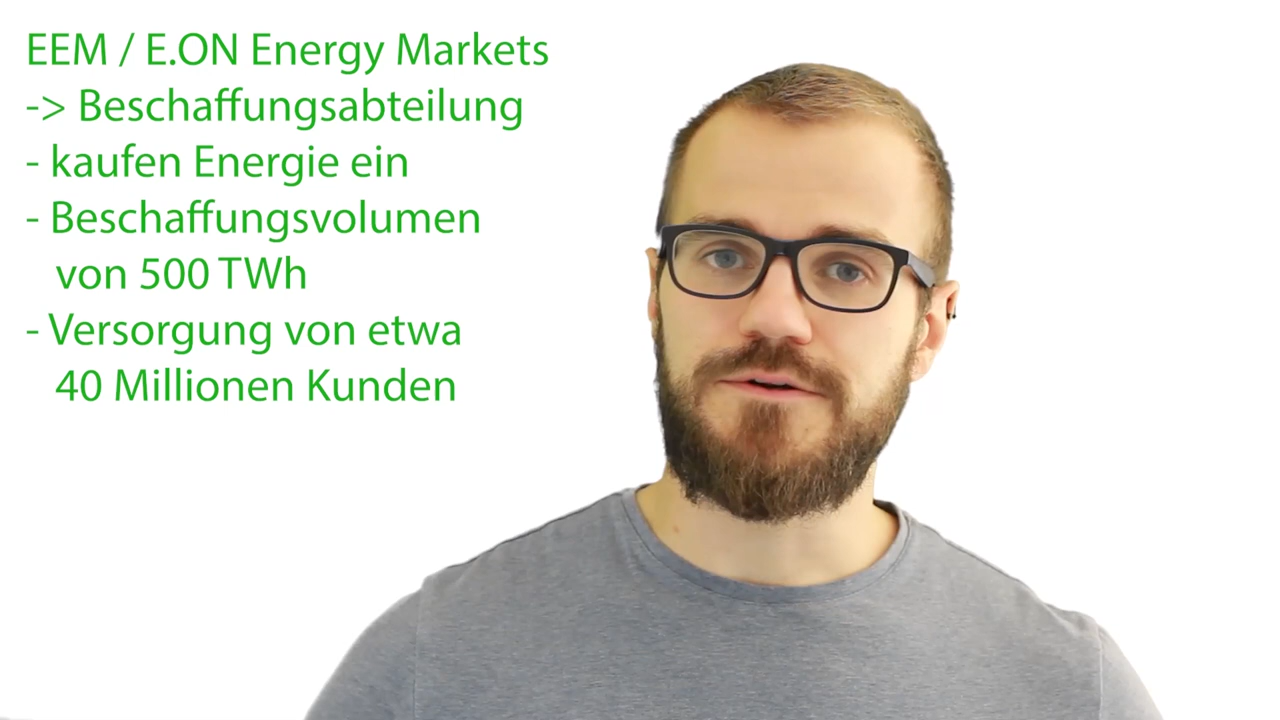 EEM / E.ON Energy Markets
-> Beschaffungsabteilung
- kaufen Energie ein
- Beschaffungsvolumen
von 500 TWh
- Versorgung von etwa
40 Millionen Kunden